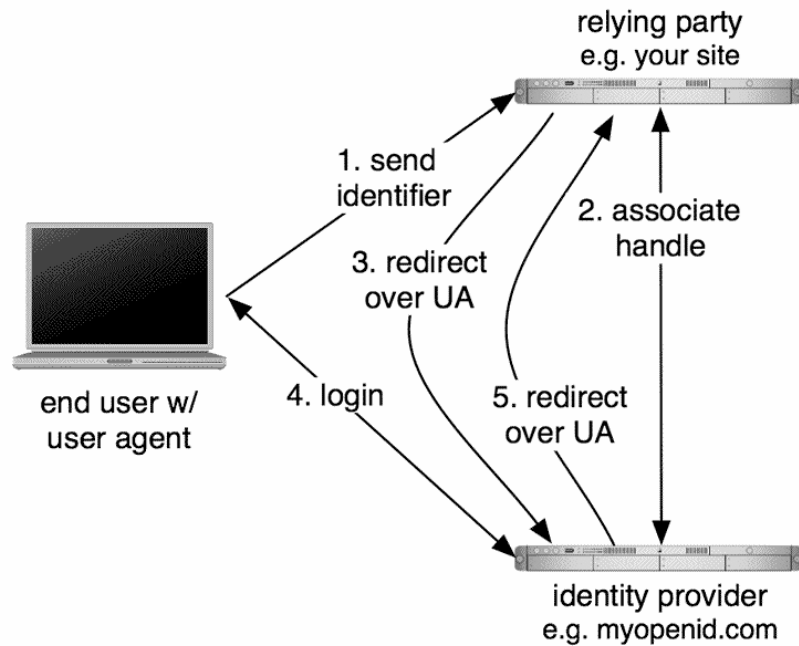 relying party
e.g. your site
1. send
identifier
2. associate
handle
3. redirect
over UA
4. login
5. redirect
over UA
end user w/
user agent
identity provider
e.g. myopenid.com